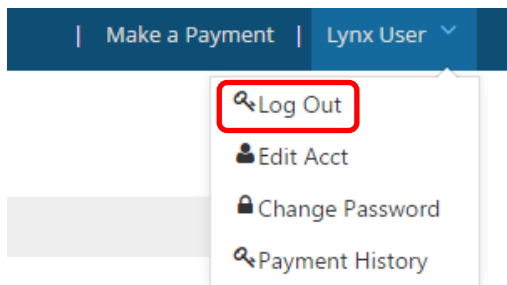 | Make a Payment | Lynx User
Log Out
Edit Acct
Change Password
Payment History